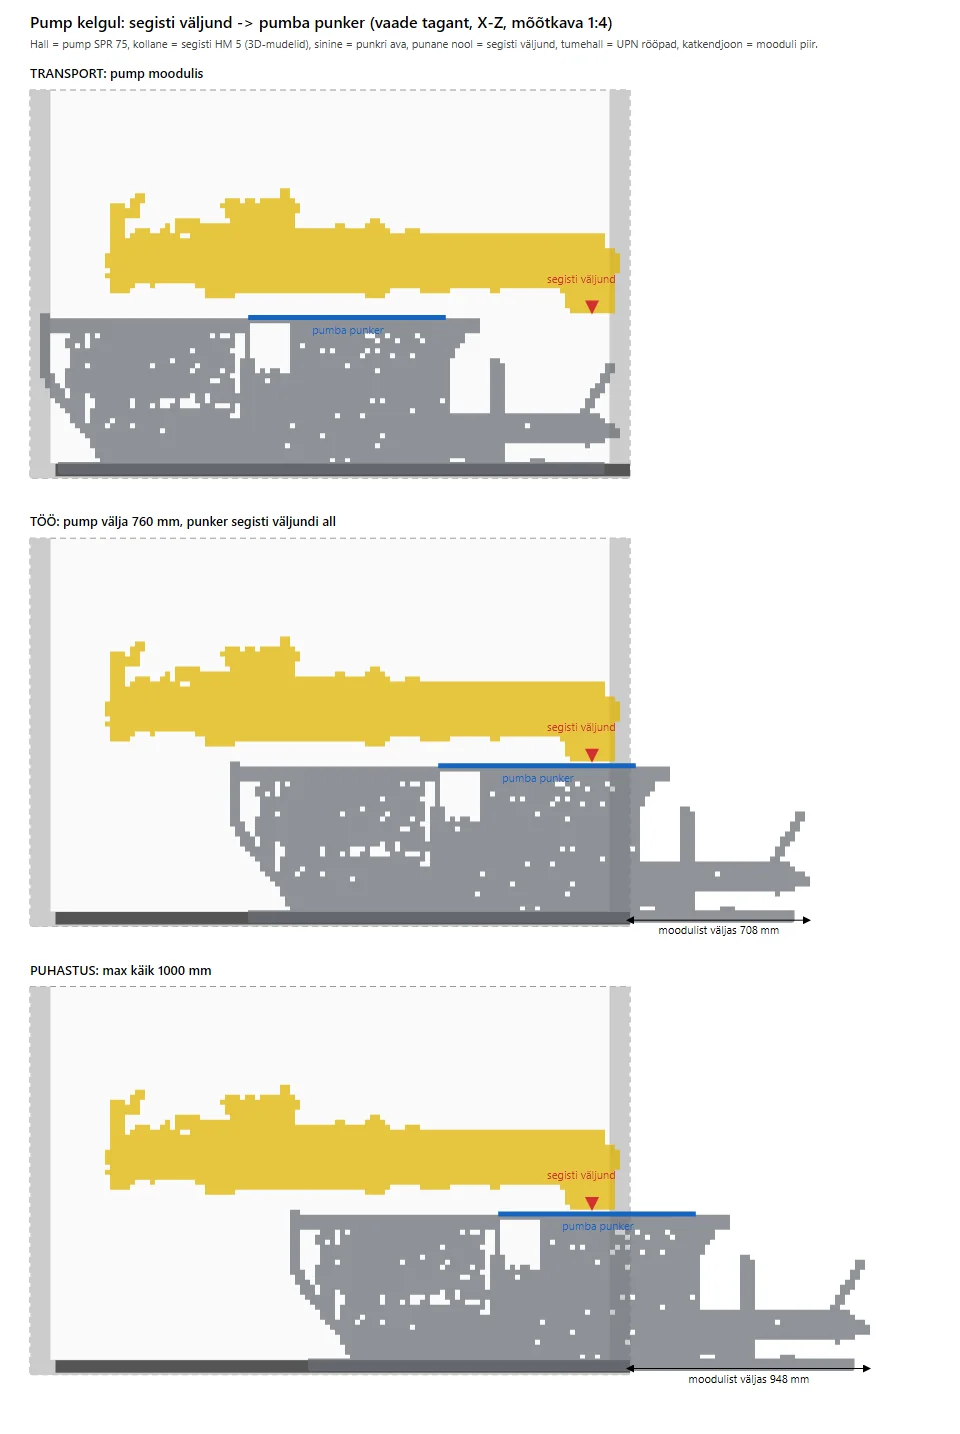 Pump kelgul: segisti väljund -> pumba punker (vaade tagant, X-Z, mõõtkava 1:4)
Hall = pump SPR 75, kollane = segisti HM 5 (3D-mudelid), sinine = punkri ava, punane nool = segisti väljund, tumehall = UPN rööpad, katkendjoon = mooduli piir.
TRANSPORT: pump moodulis
segisti väljund
pumba punker
TÖÖ: pump välja 760 mm, punker segisti väljundi all
segisti väljund
pumba punker
moodulist väljas 708 mm
PUHASTUS: max käik 1000 mm
segisti väljund
pumba punker
moodulist väljas 948 mm